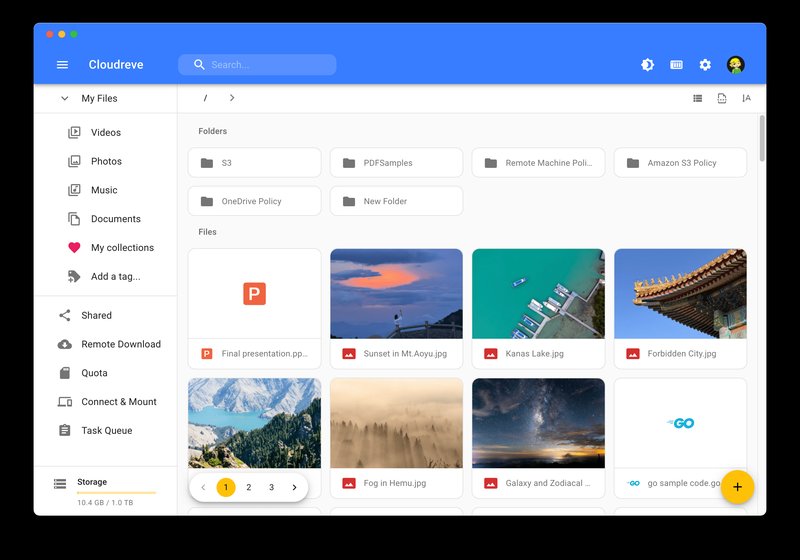 Cloudreve
Search...
My Files
/
Videos
Photos
Music
Documents
My collections
Add a tag...
Shared
Remote Download
Quota
Connect & Mount
Task Queue
Storage
10.4 GB / 1.0 TB
Folders
S3
PDFSamples
Remote Machine Poli...
Amazon S3 Policy
OneDrive Policy
New Folder
Files
P
P Final presentation.pp...
Sunset in Mt.Aoyu.jpg
Kanas Lake.jpg
Forbidden City.jpg
GO
Fog in Hemu.jpg
Galaxy and Zodiacal ...
GO go sample code.go
1 2 3